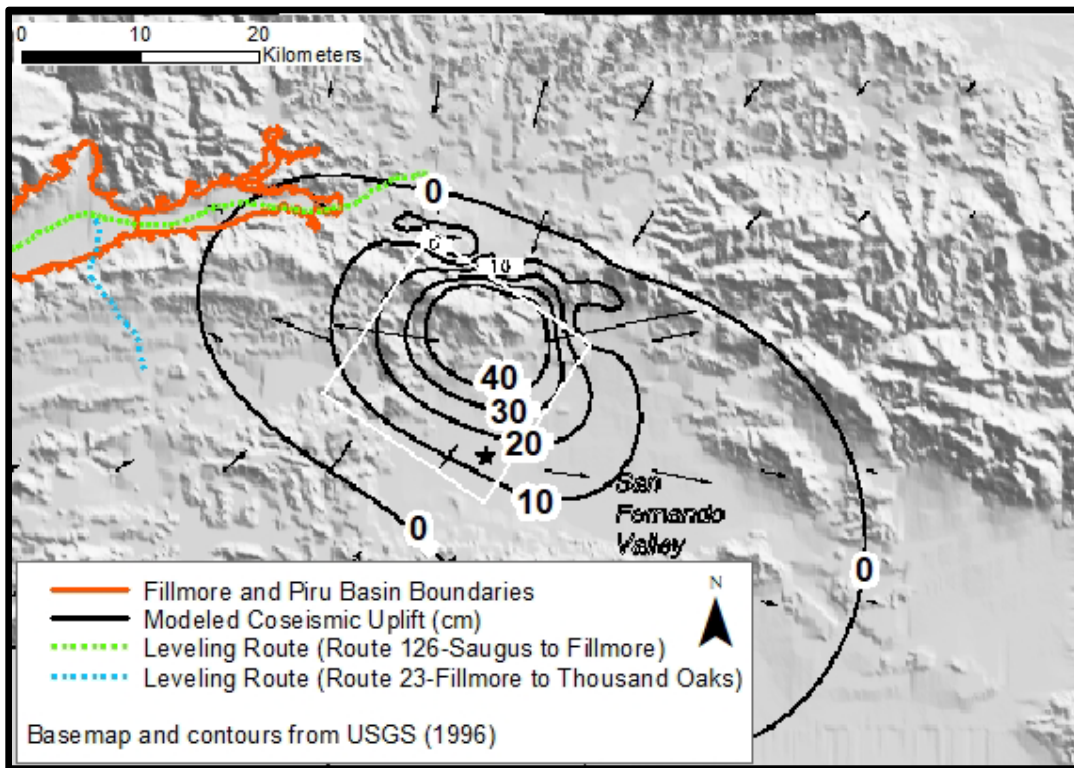 0 10 20
Kilometers
0
0
10
40
30
20
10
San
Fernando
Valley
0
0
N
Fillmore and Piru Basin Boundaries
Modeled Coseismic Uplift (cm)
Leveling Route (Route 126-Saugus to Fillmore)
Leveling Route (Route 23-Fillmore to Thousand Oaks)
Basemap and contours from USGS (1996)